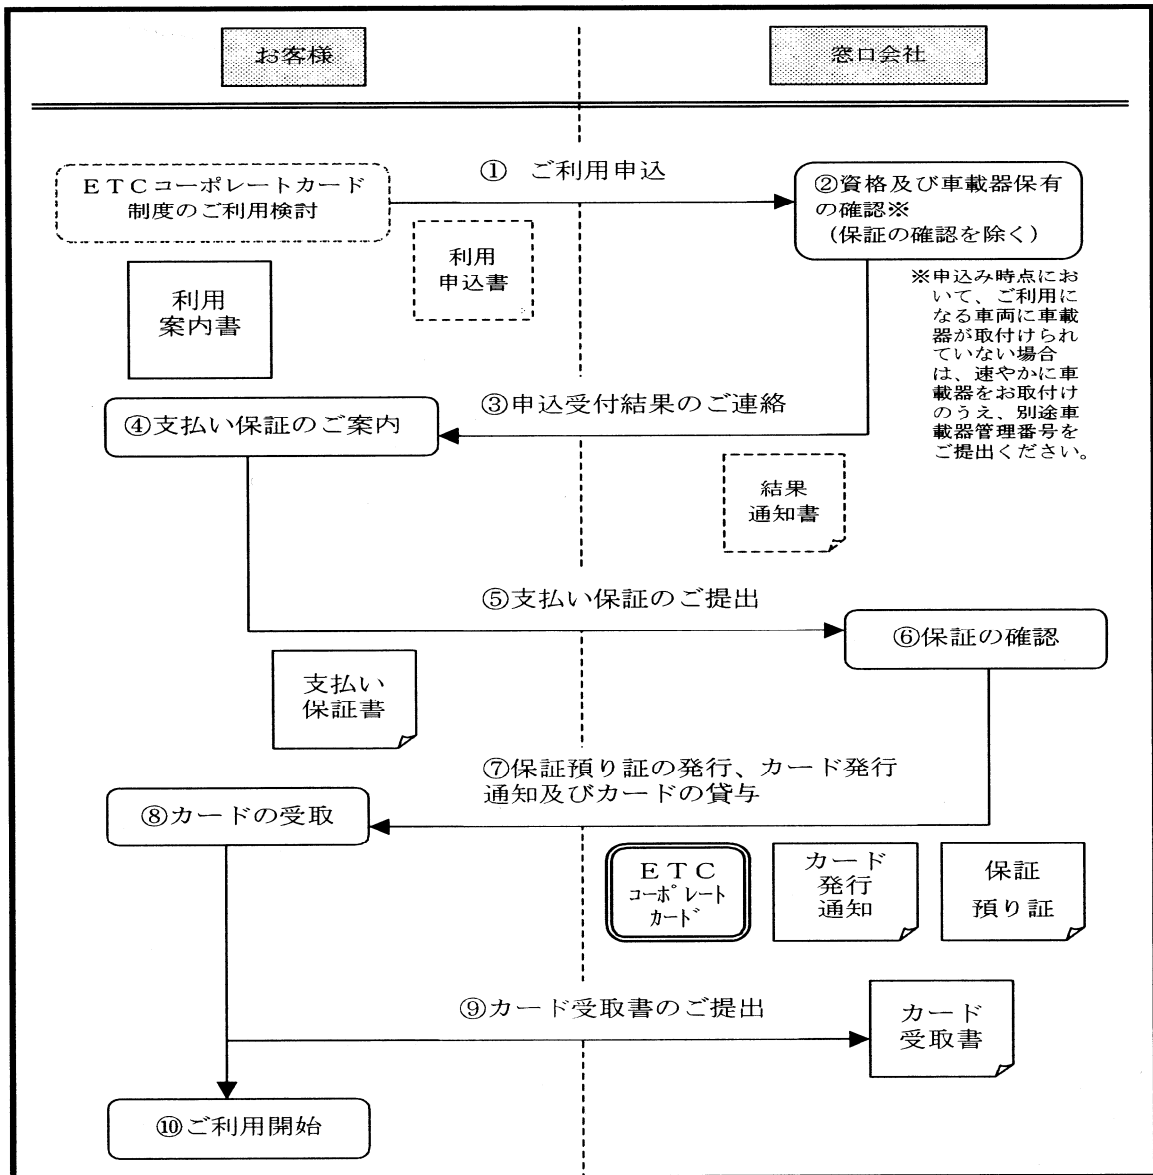 お客様
窓口会社
① ご利用申込
ＥＴＣコーポレートカード
制度のご利用検討
②資格及び車載器保有
の確認※
（保証の確認を除く）
利用
申込書
利用
案内書
※申込み時点にお
いて、ご利用に
なる車両に車載
器が取付けられ
ていない場合
は、速やかに車
載器をお取付け
のうえ、別途車
載器管理番号を
ご提出ください。
③申込受付結果のご連絡
④支払い保証のご案内
結果
通知書
⑤支払い保証のご提出
⑥保証の確認
支払い
保証書
⑦保証預り証の発行、カード発行
通知及びカードの貸与
⑧カードの受取
ＥＴＣ
ｺｰﾎﾟﾚｰﾄ
ｶｰﾄﾞ
カード
発行
通知
保証
預り証
⑨カード受取書のご提出
カード
受取書
⑩ご利用開始